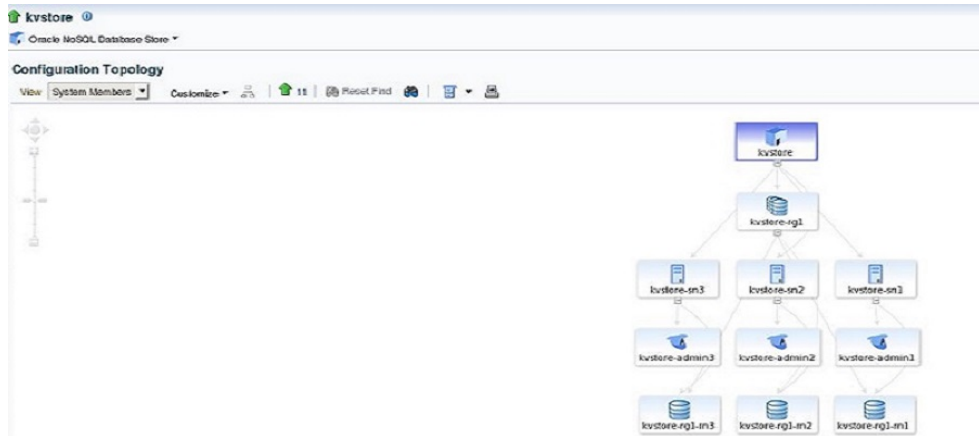 kvstore
Oracle NoSQL Database Store
Configuration Topology
View System Members Customize 11 Reset Find
kvstore
kvstore-rg1
kvstore-sn3 kvstore-sn2 kvstore-sn1
kvstore-admin3 kvstore-admin2 kvstore-admin1
kvstore-rg1-rn3 kvstore-rg1-rn2 kvstore-rg1-rn1